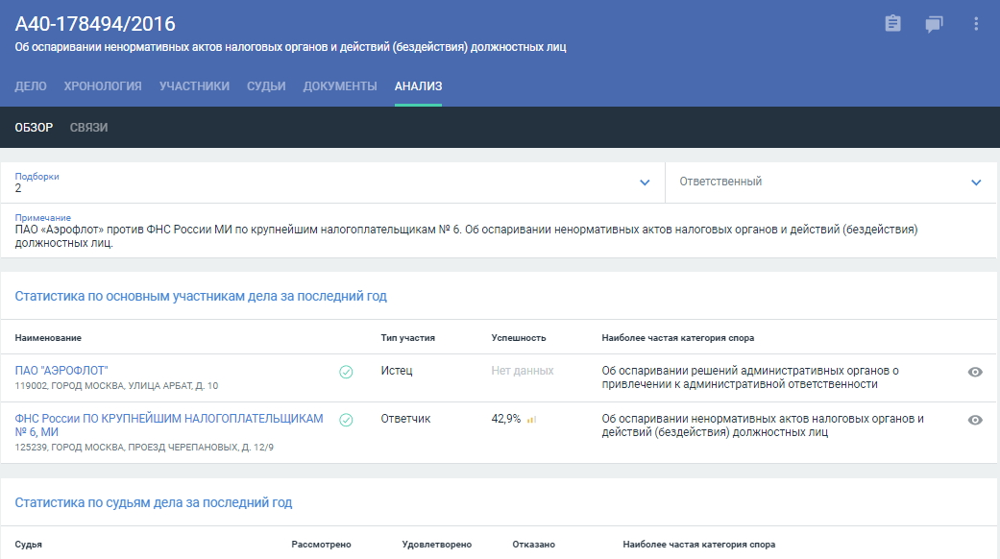 А40-178494/2016
Об оспаривании ненормативных актов налоговых органов и действий (бездействия) должностных лиц
ДЕЛО ХРОНОЛОГИЯ УЧАСТНИКИ СУДЬИ ДОКУМЕНТЫ АНАЛИЗ
ОБЗОР СВЯЗИ
Подборки
2
Ответственный
Примечание
ПАО «Аэрофлот» против ФНС России МИ по крупнейшим налогоплательщикам № 6. Об оспаривании ненормативных актов налоговых органов и действий (бездействия)
должностных лиц.
Статистика по основным участникам дела за последний год
Наименование Тип участия Успешность Наиболее частая категория спора
ПАО "АЭРОФЛОТ" Истец Нет данных Об оспаривании решений административных органов о
119002, ГОРОД МОСКВА, УЛИЦА АРБАТ, Д. 10 привлечении к административной ответственности
ФНС России ПО КРУПНЕЙШИМ НАЛОГОПЛАТЕЛЬЩИКАМ Ответчик 42,9% Об оспаривании ненормативных актов налоговых органов и
№ 6, МИ действий (бездействия) должностных лиц
125239, ГОРОД МОСКВА, ПРОЕЗД ЧЕРЕПАНОВЫХ, Д. 12/9
Статистика по судьям дела за последний год
Судья Рассмотрено Удовлетворено Отказано Наиболее частая категория спора